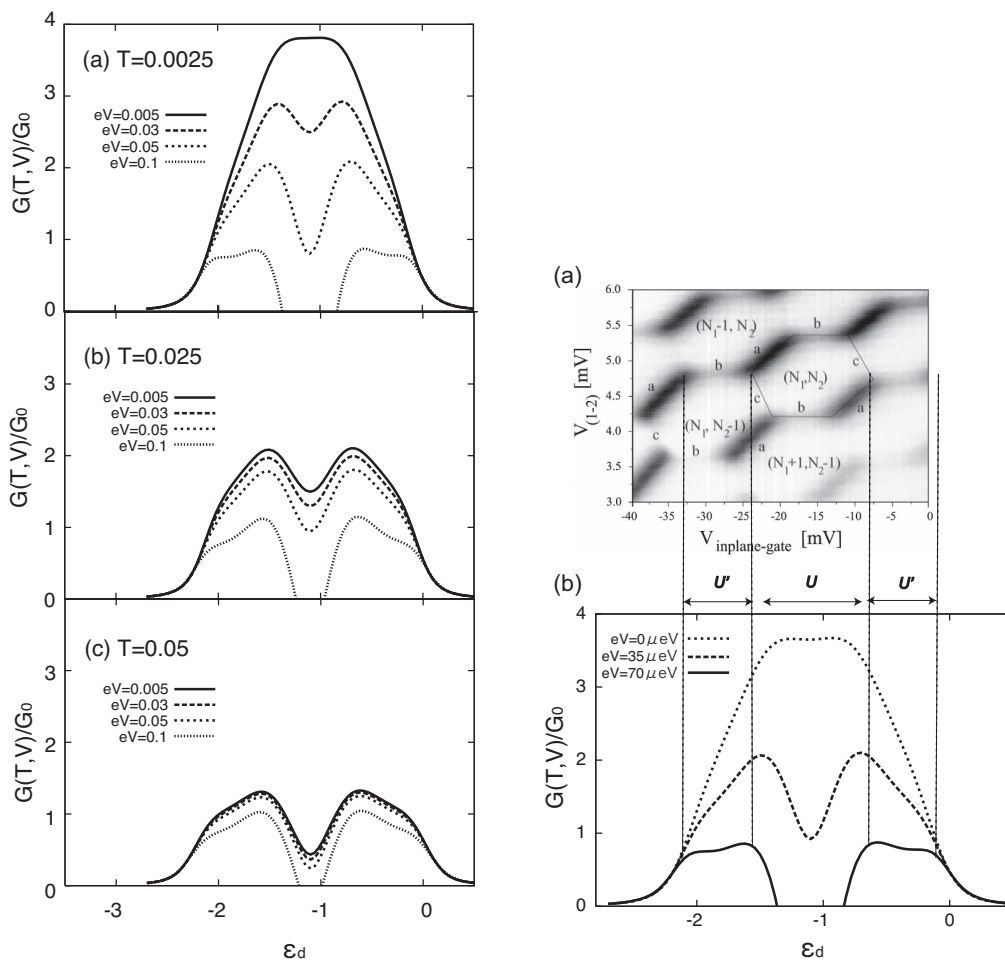 4
(a) T=0.0025
3
eV=0.005
eV=0.03
eV=0.05
eV=0.1
2
1
0
G(T,V)/G0
(b) T=0.025
3
eV=0.005
eV=0.03
eV=0.05
eV=0.1
2
1
0
G(T,V)/G0
(c) T=0.05
3
eV=0.005
eV=0.03
eV=0.05
eV=0.1
2
1
0
G(T,V)/G0
-3 -2 -1 0
εd
(a)
6.0
5.5
5.0
4.5
4.0
3.5
3.0
V(1-2) [mV]
(N1-1, N2)
b
a
c
b
a
(N1,N2)
c
b
a
(N1, N2-1)
c
b
a
(N1+1,N2-1)
-40 -35 -30 -25 -20 -15 -10 -5 0
Vinplane-gate [mV]
(b)
U' U U'
4
eV=0μeV
eV=35μeV
eV=70μeV
3
2
1
0
G(T,V)/G0
-2 -1 0
εd